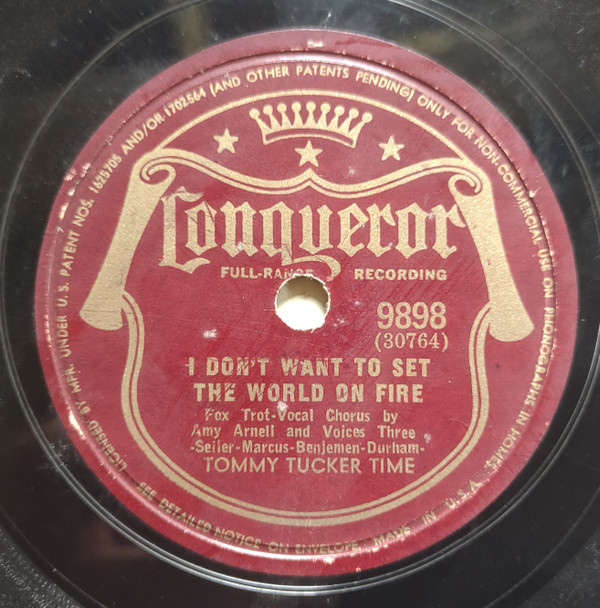 LICENSED BY MFR. UNDER U.S. PATENT NOS. 1625705 AND/OR 1702564 (AND OTHER PATENTS PENDING) ONLY FOR NON-COMMERCIAL USE ON PHONOGRAPHS IN HOMES.
Conqueror
FULL-RANGE RECORDING
9898
(30764)
I DON'T WANT TO SET
THE WORLD ON FIRE
Fox Trot-Vocal Chorus by
Amy Arnell and Voices Three
-Seiler-Marcus-Benjemen-Durham-
TOMMY TUCKER TIME
SEE DETAILED NOTICE ON ENVELOPE. MADE IN U.S.A.